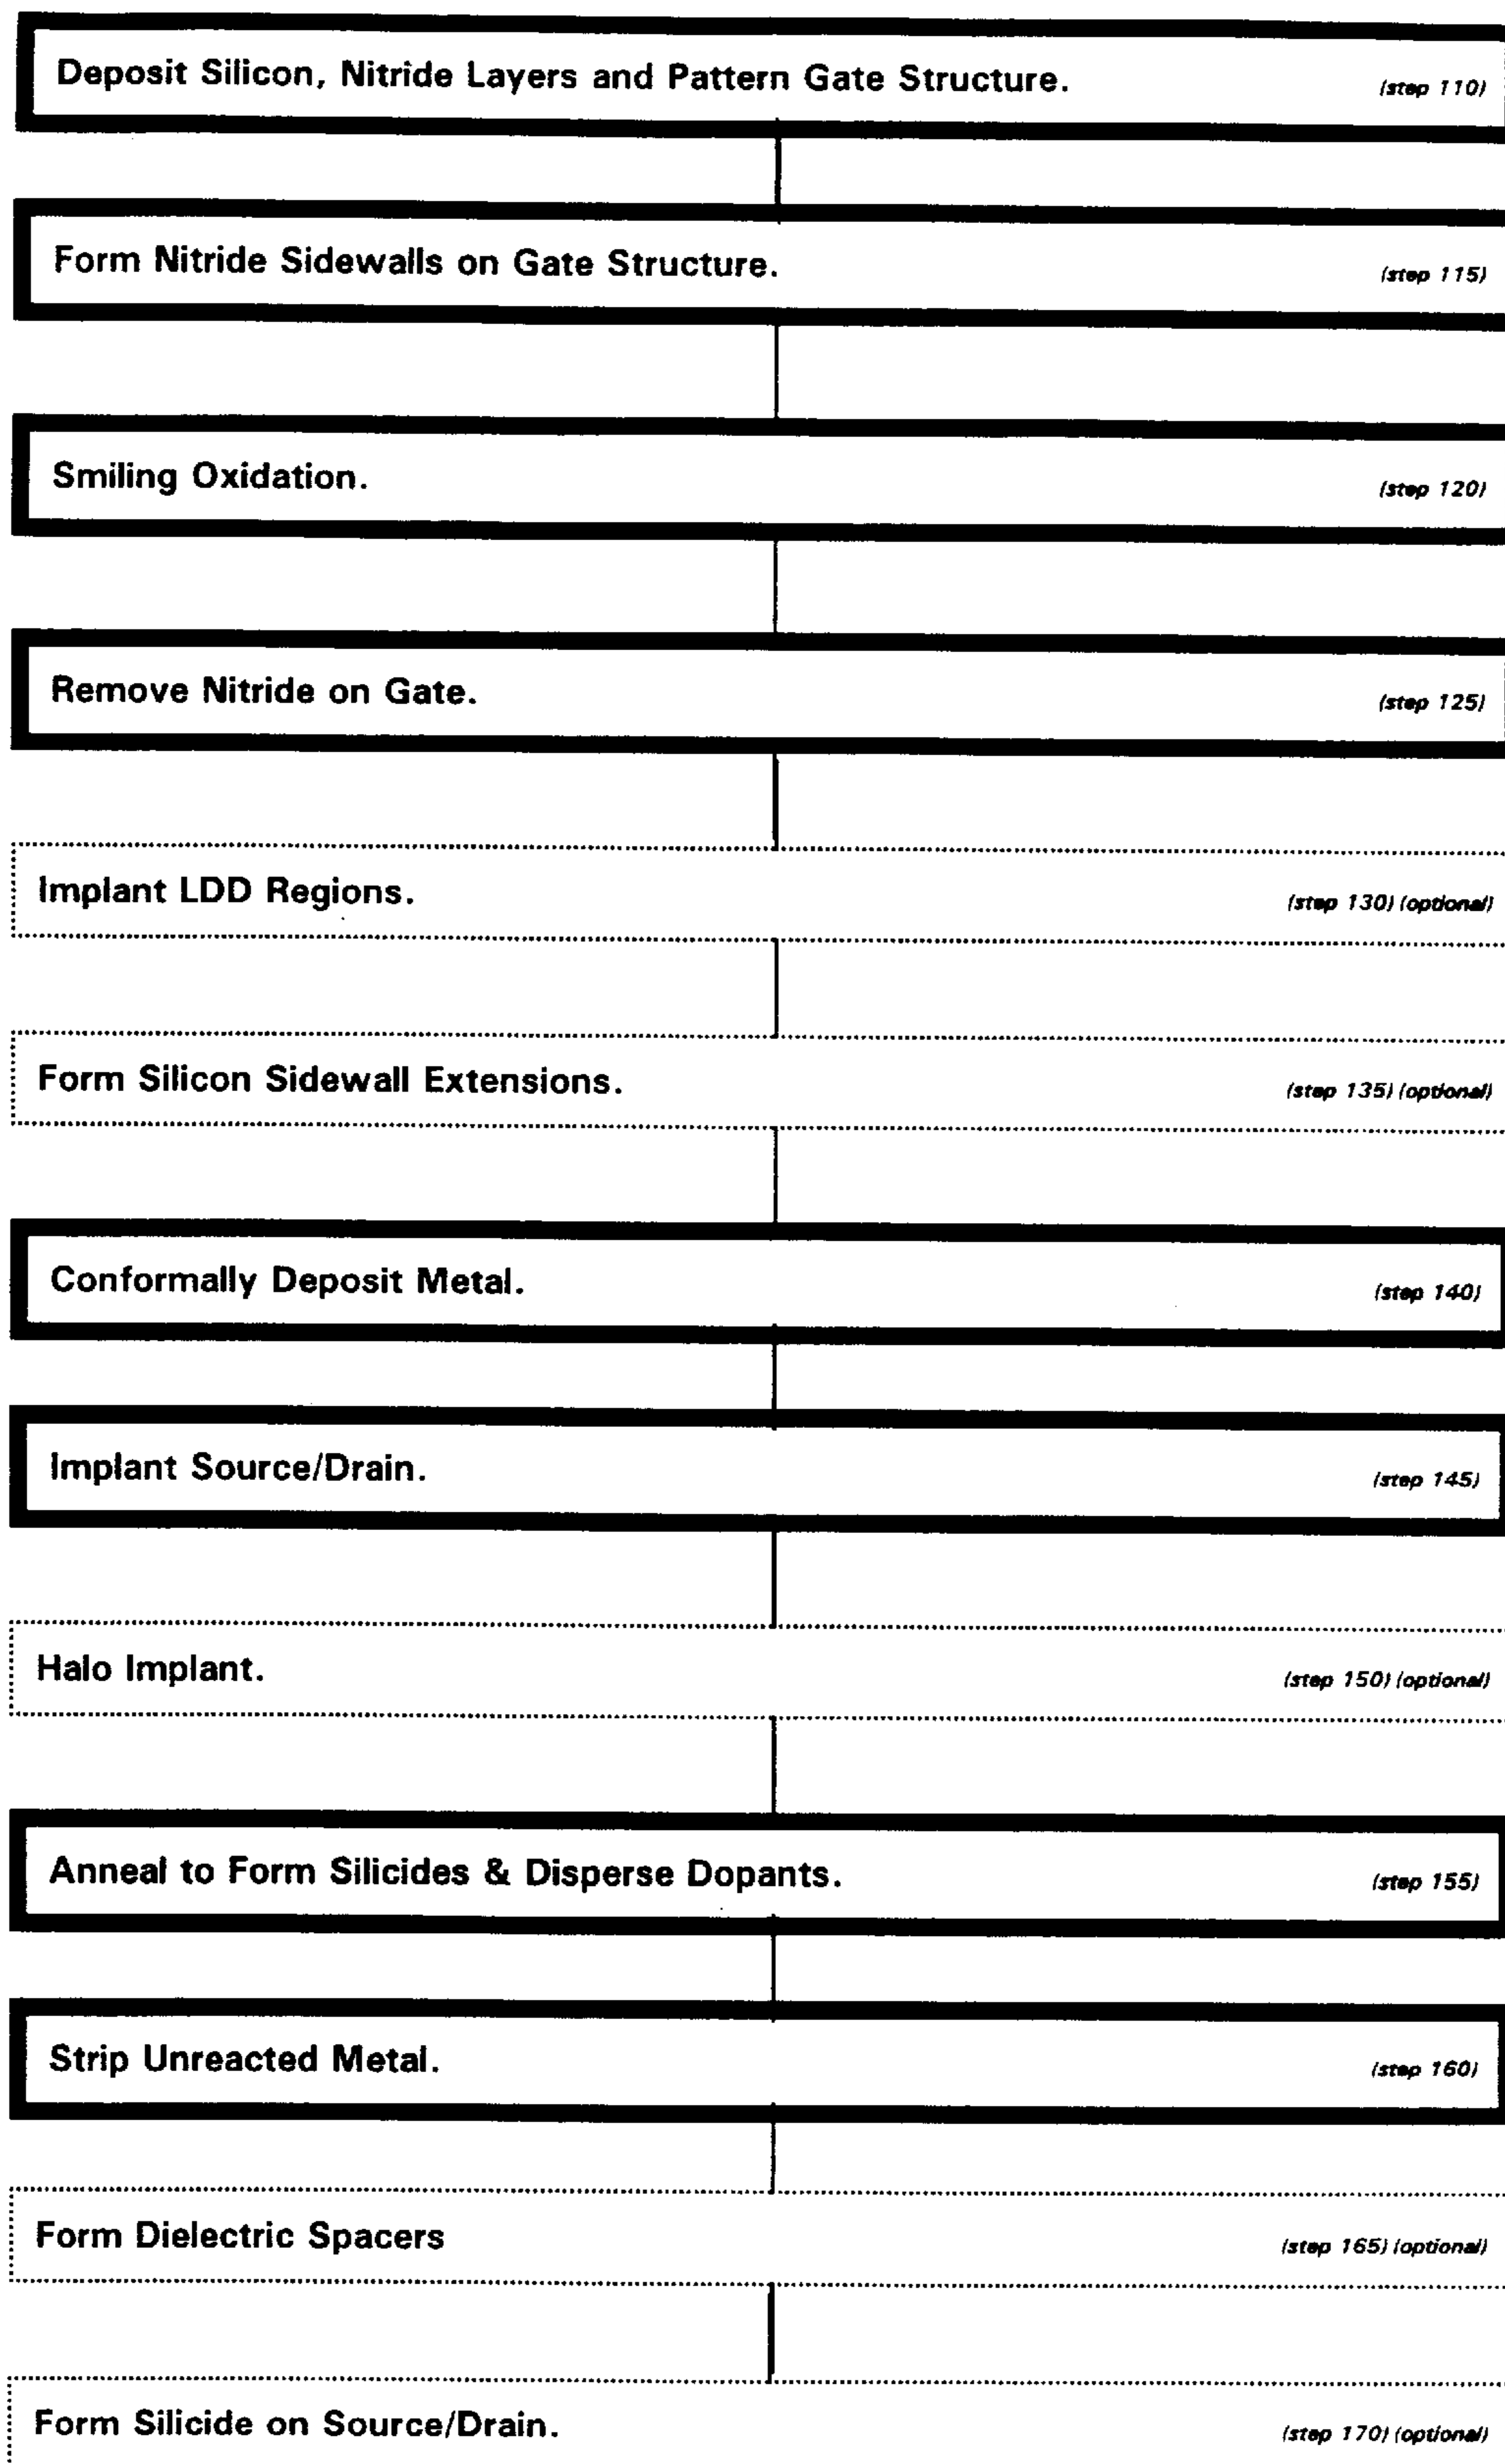 Deposit Silicon, Nitride Layers and Pattern Gate Structure. (step 110)
Form Nitride Sidewalls on Gate Structure. (step 115)
Smiling Oxidation. (step 120)
Remove Nitride on Gate. (step 125)
Implant LDD Regions. (step 130) (optional)
Form Silicon Sidewall Extensions. (step 135) (optional)
Conformally Deposit Metal. (step 140)
Implant Source/Drain. (step 145)
Halo Implant. (step 150) (optional)
Anneal to Form Silicides & Disperse Dopants. (step 155)
Strip Unreacted Metal. (step 160)
Form Dielectric Spacers (step 165) (optional)
Form Silicide on Source/Drain. (step 170) (optional)